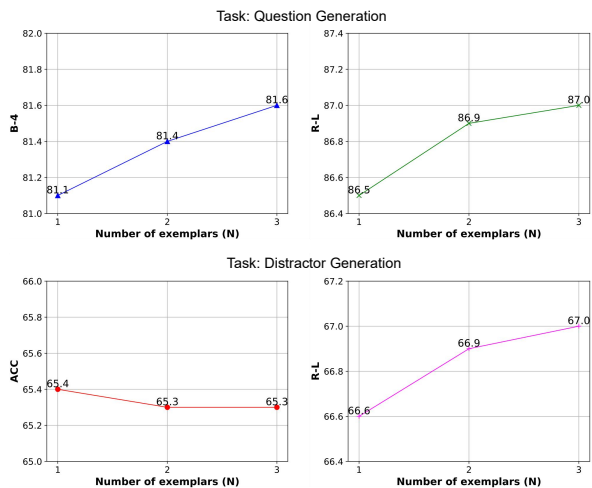 Task: Question Generation
82.0
81.8
81.6
81.4
81.2
81.0
B-4
81.1
81.4
81.6
1 2 3
Number of exemplars (N)
87.4
87.2
87.0
86.8
86.6
86.4
R-L
86.5
86.9
87.0
1 2 3
Number of exemplars (N)
Task: Distractor Generation
66.0
65.8
65.6
65.4
65.2
65.0
ACC
65.4
65.3
65.3
1 2 3
Number of exemplars (N)
67.2
67.0
66.8
66.6
66.4
R-L
66.6
66.9
67.0
1 2 3
Number of exemplars (N)